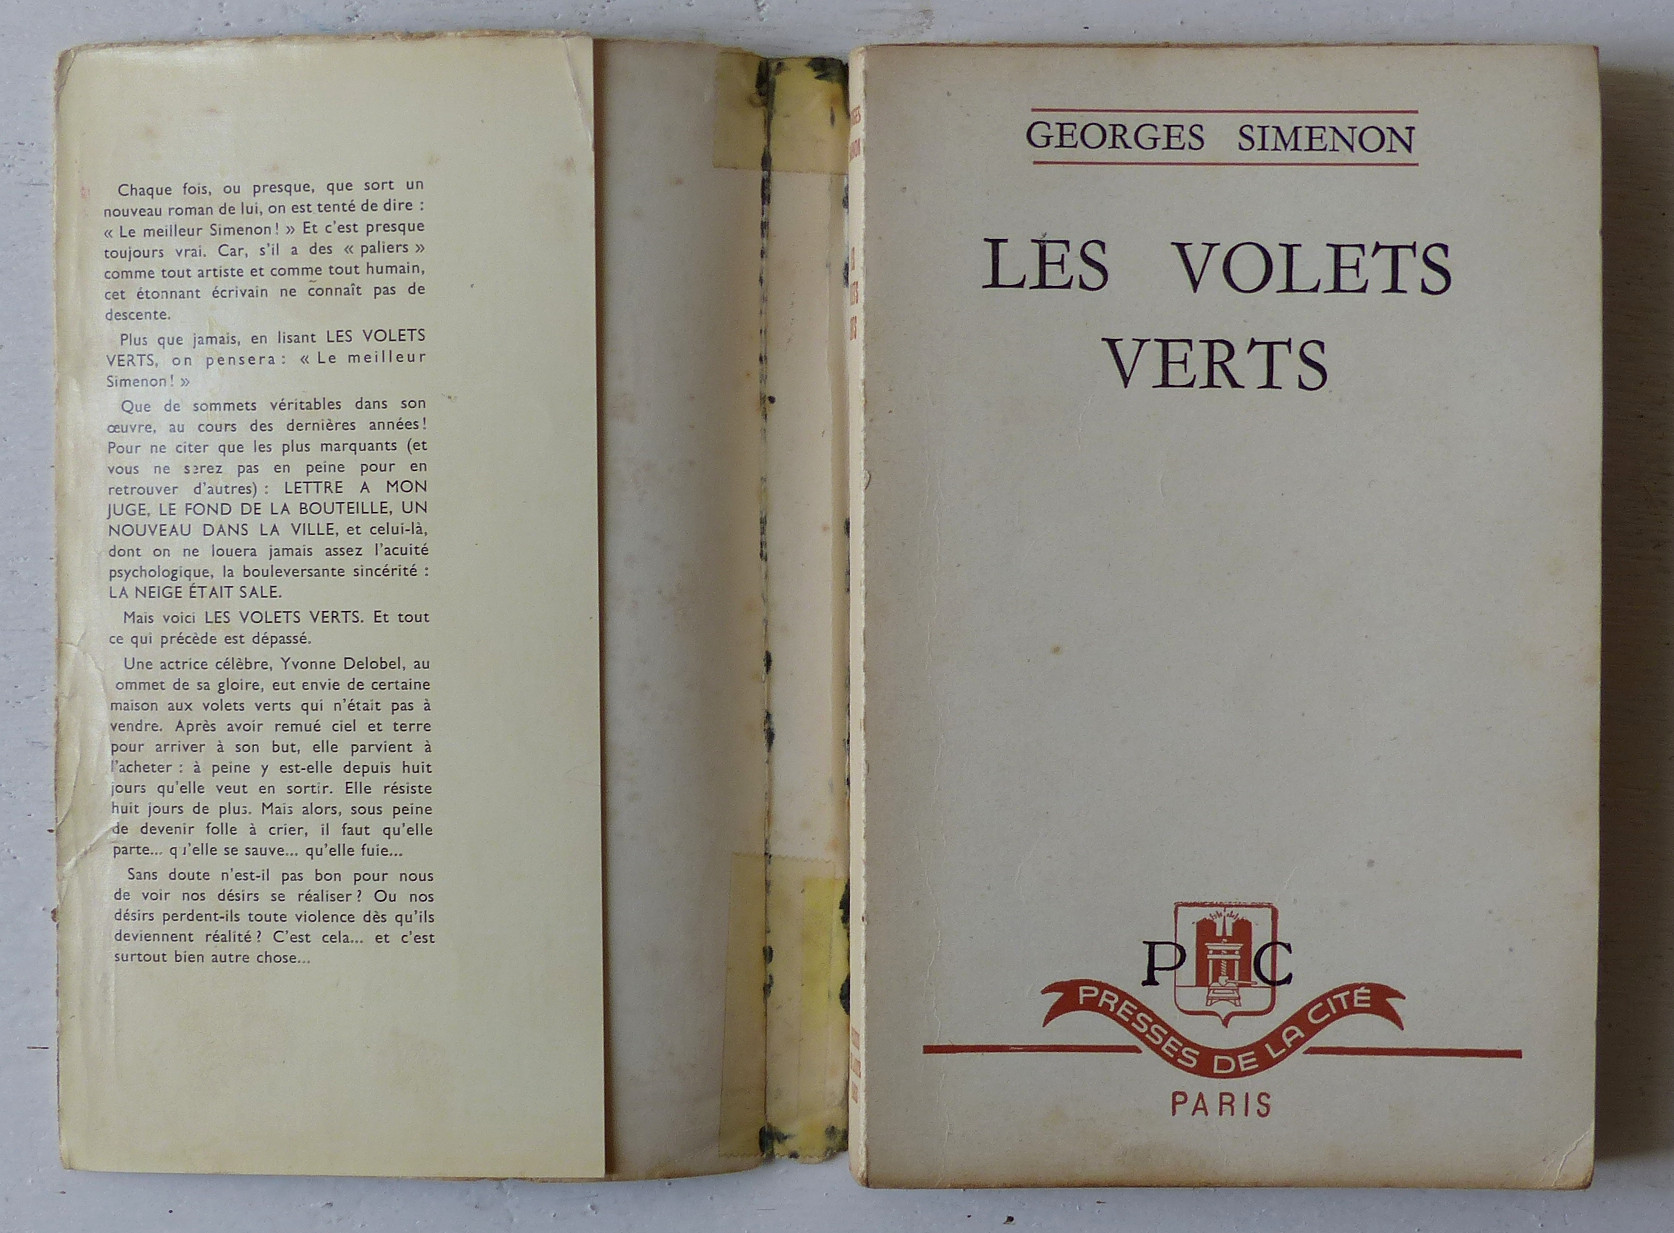 Chaque fois, ou presque, que sort un
nouveau roman de lui, on est tenté de dire :
« Le meilleur Simenon ! » Et c'est presque
toujours vrai. Car, s'il a des « paliers »
comme tout artiste et comme tout humain,
cet étonnant écrivain ne connaît pas de
descente.
Plus que jamais, en lisant LES VOLETS
VERTS, on pensera : « Le meilleur
Simenon ! »
Que de sommets véritables dans son
œuvre, au cours des dernières années !
Pour ne citer que les plus marquants (et
vous ne serez pas en peine pour en
retrouver d'autres) : LETTRE A MON
JUGE, LE FOND DE LA BOUTEILLE, UN
NOUVEAU DANS LA VILLE, et celui-là,
dont on ne louera jamais assez l'acuité
psychologique, la bouleversante sincérité :
LA NEIGE ÉTAIT SALE.
Mais voici LES VOLETS VERTS. Et tout
ce qui précède est dépassé.
Une actrice célèbre, Yvonne Delobel, au
ommet de sa gloire, eut envie de certaine
maison aux volets verts qui n'était pas à
vendre. Après avoir remué ciel et terre
pour arriver à son but, elle parvient à
l'acheter : à peine y est-elle depuis huit
jours qu'elle veut en sortir. Elle résiste
huit jours de plus. Mais alors, sous peine
de devenir folle à crier, il faut qu'elle
parte... qu'elle se sauve... qu'elle fuie...
Sans doute n'est-il pas bon pour nous
de voir nos désirs se réaliser ? Ou nos
désirs perdent-ils toute violence dès qu'ils
deviennent réalité ? C'est cela... et c'est
surtout bien autre chose...
GEORGES SIMENON
LES VOLETS
VERTS
P C
PRESSES DE LA CITÉ
PARIS